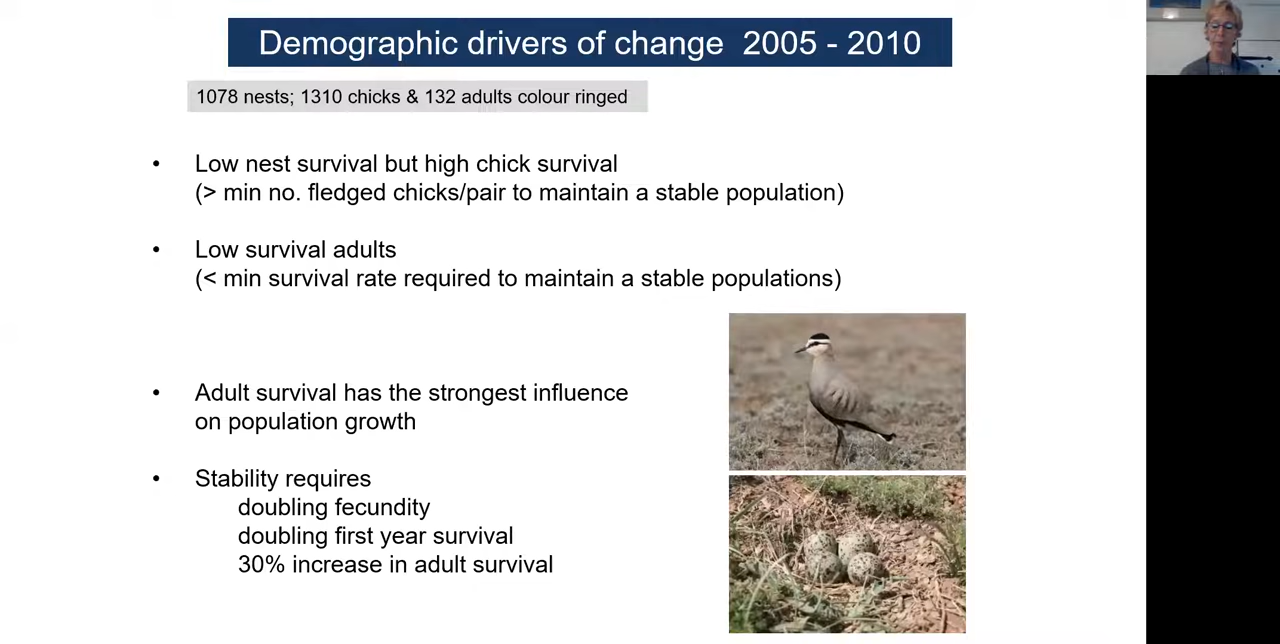 Demographic drivers of change 2005 - 2010
1078 nests; 1310 chicks & 132 adults colour ringed
• Low nest survival but high chick survival
(> min no. fledged chicks/pair to maintain a stable population)
• Low survival adults
(< min survival rate required to maintain a stable populations)
• Adult survival has the strongest influence
on population growth
• Stability requires
doubling fecundity
doubling first year survival
30% increase in adult survival